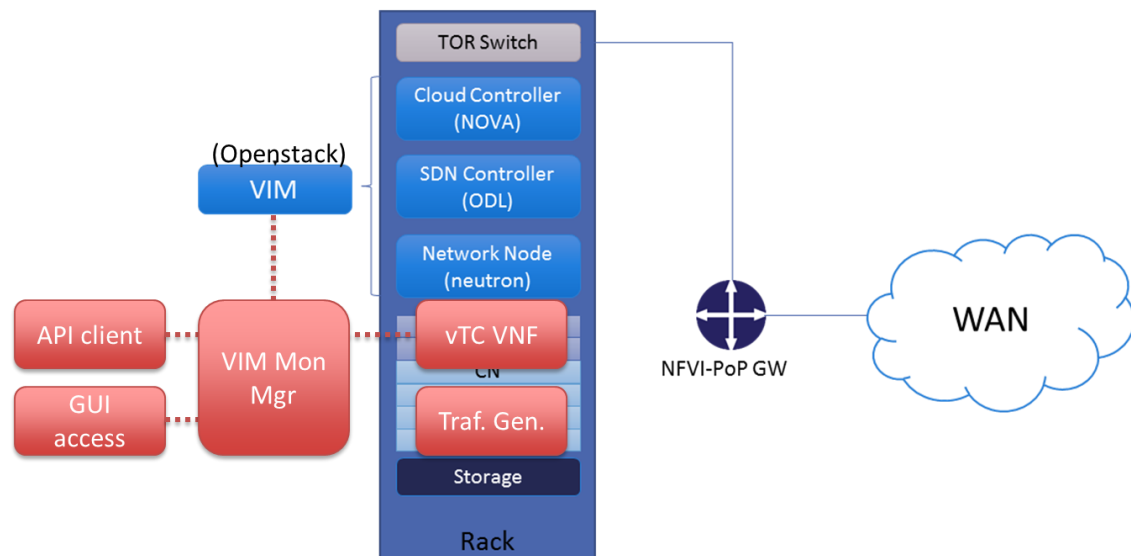 TOR Switch
Cloud Controller
(NOVA)
(Openstack)
VIM
SDN Controller
(ODL)
Network Node
(neutron)
API client
VIM Mon
Mgr
vTC VNF
CN
GUI
access
Traf. Gen.
Storage
Rack
NFVI-PoP GW
WAN